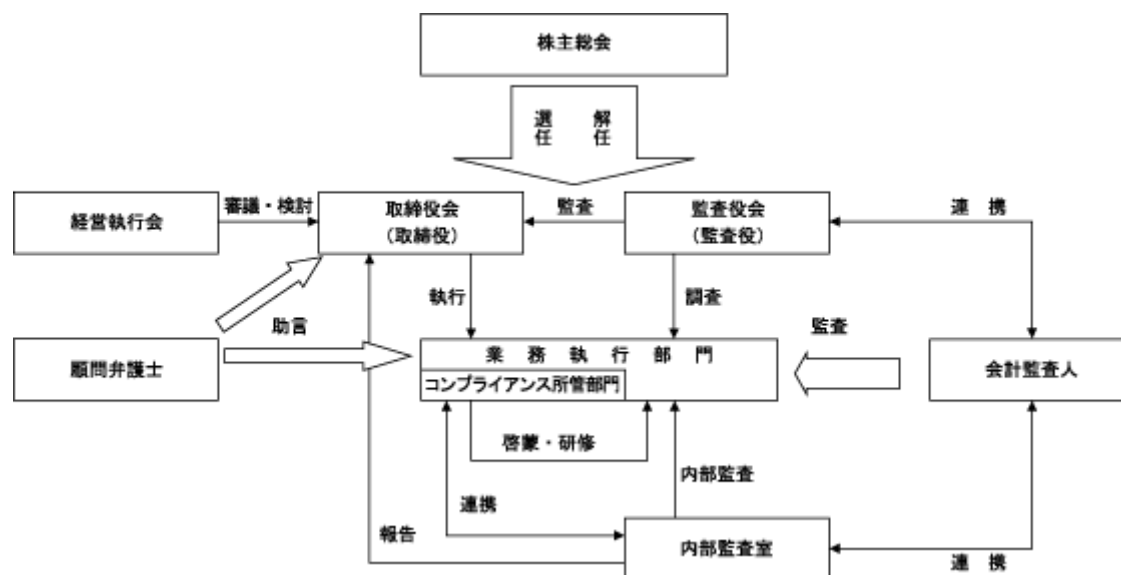 株主総会
選任　解任
経営執行会
審議・検討
取締役会
（取締役）
監査
監査役会
（監査役）
連　携
執行
調査
顧問弁護士
助言
業　務　執　行　部　門
コンプライアンス所管部門
監査
会計監査人
啓蒙・研修
内部監査
連携
報告
内部監査室
連　携